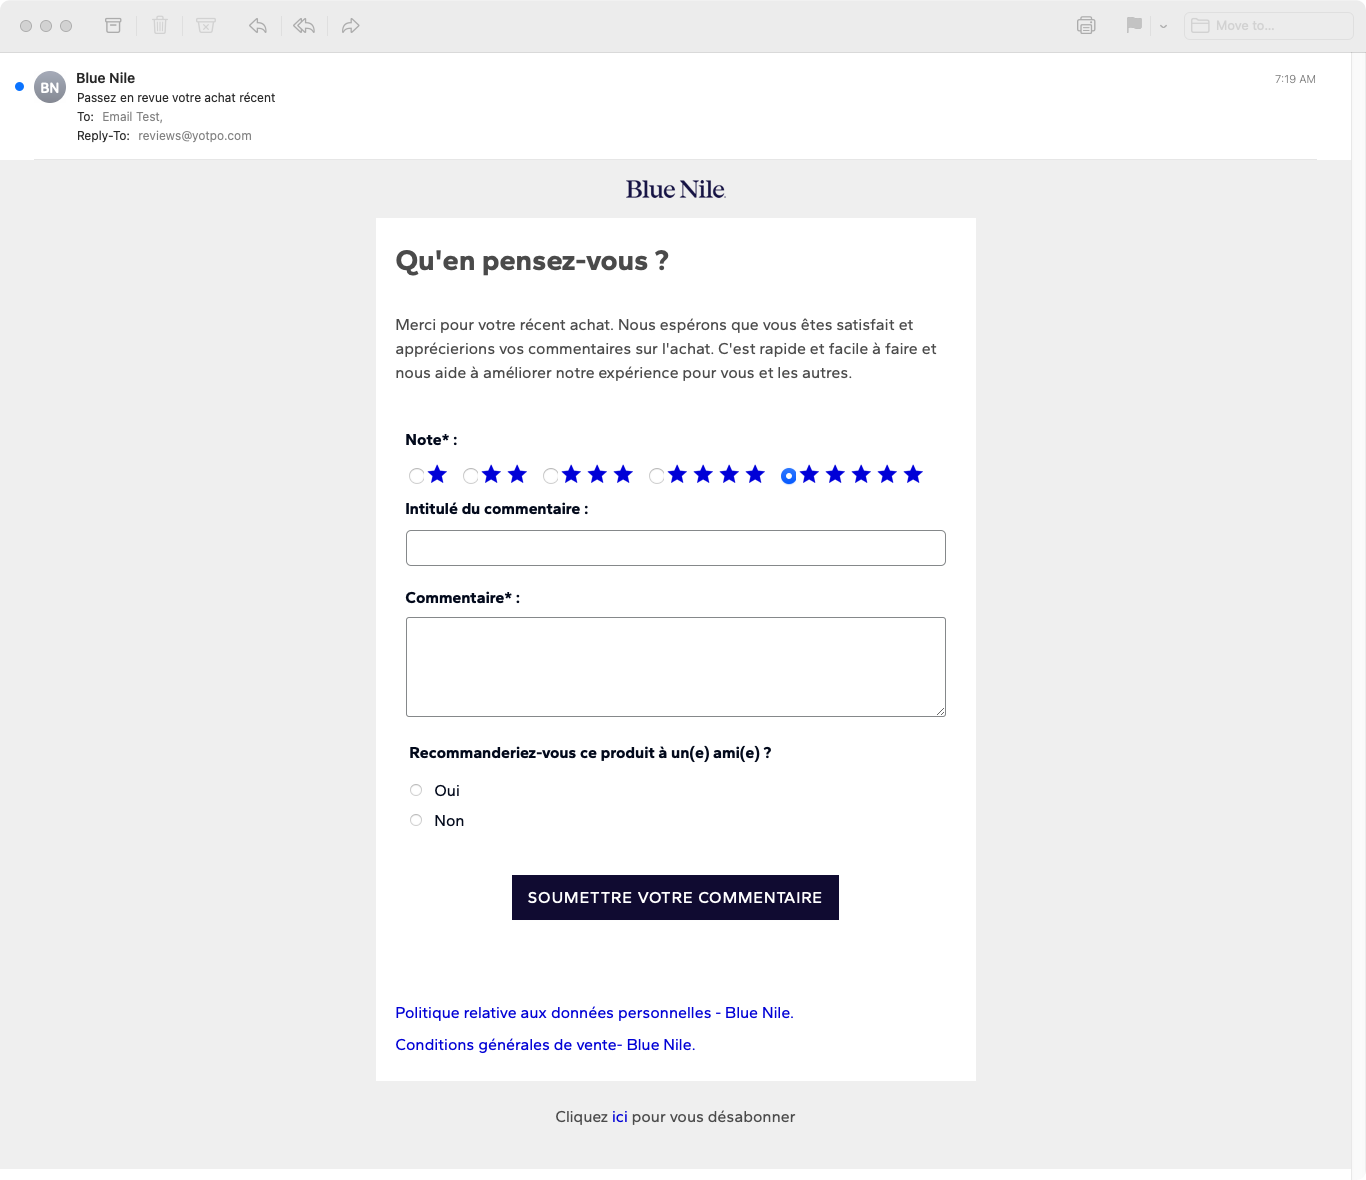 Move to...
BN
Blue Nile
7:19 AM
Passez en revue votre achat récent
To: Email Test,
Reply-To: reviews@yotpo.com
Blue Nile
Qu'en pensez-vous ?
Merci pour votre récent achat. Nous espérons que vous êtes satisfait et
apprécierions vos commentaires sur l'achat. C'est rapide et facile à faire et
nous aide à améliorer notre expérience pour vous et les autres.
Note* :
Intitulé du commentaire :
Commentaire* :
Recommanderiez-vous ce produit à un(e) ami(e) ?
Oui
Non
SOUMETTRE VOTRE COMMENTAIRE
Politique relative aux données personnelles - Blue Nile.
Conditions générales de vente- Blue Nile.
Cliquez ici pour vous désabonner